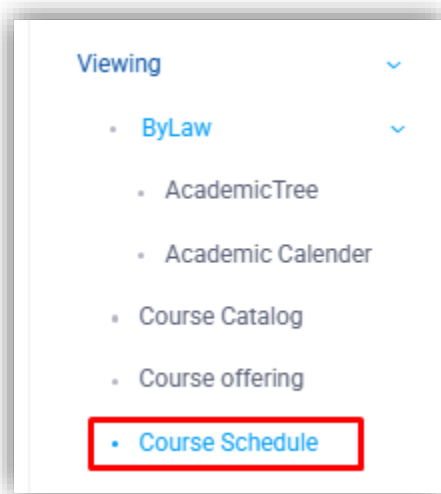 Viewing
ByLaw
AcademicTree
Academic Calender
Course Catalog
Course offering
Course Schedule